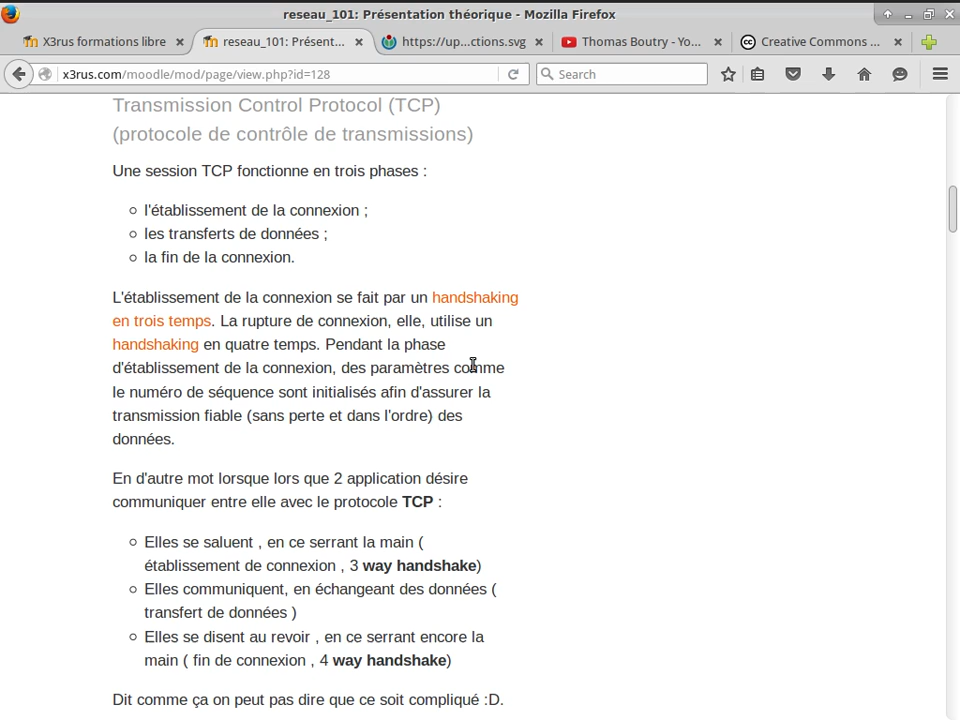 reseau_101: Présentation théorique - Mozilla Firefox
X3rus formations libre
reseau_101: Présent...
https://up...ctions.svg
Thomas Boutry - Yo...
Creative Commons ...
x3rus.com/moodle/mod/page/view.php?id=128
Search
Transmission Control Protocol (TCP)
(protocole de contrôle de transmissions)
Une session TCP fonctionne en trois phases :
l'établissement de la connexion ;
les transferts de données ;
la fin de la connexion.
L'établissement de la connexion se fait par un handshaking
en trois temps. La rupture de connexion, elle, utilise un
handshaking en quatre temps. Pendant la phase
d'établissement de la connexion, des paramètres comme
le numéro de séquence sont initialisés afin d'assurer la
transmission fiable (sans perte et dans l'ordre) des
données.
En d'autre mot lorsque lors que 2 application désire
communiquer entre elle avec le protocole TCP :
Elles se saluent , en ce serrant la main (
établissement de connexion , 3 way handshake)
Elles communiquent, en échangeant des données (
transfert de données )
Elles se disent au revoir , en ce serrant encore la
main ( fin de connexion , 4 way handshake)
Dit comme ça on peut pas dire que ce soit compliqué :D.